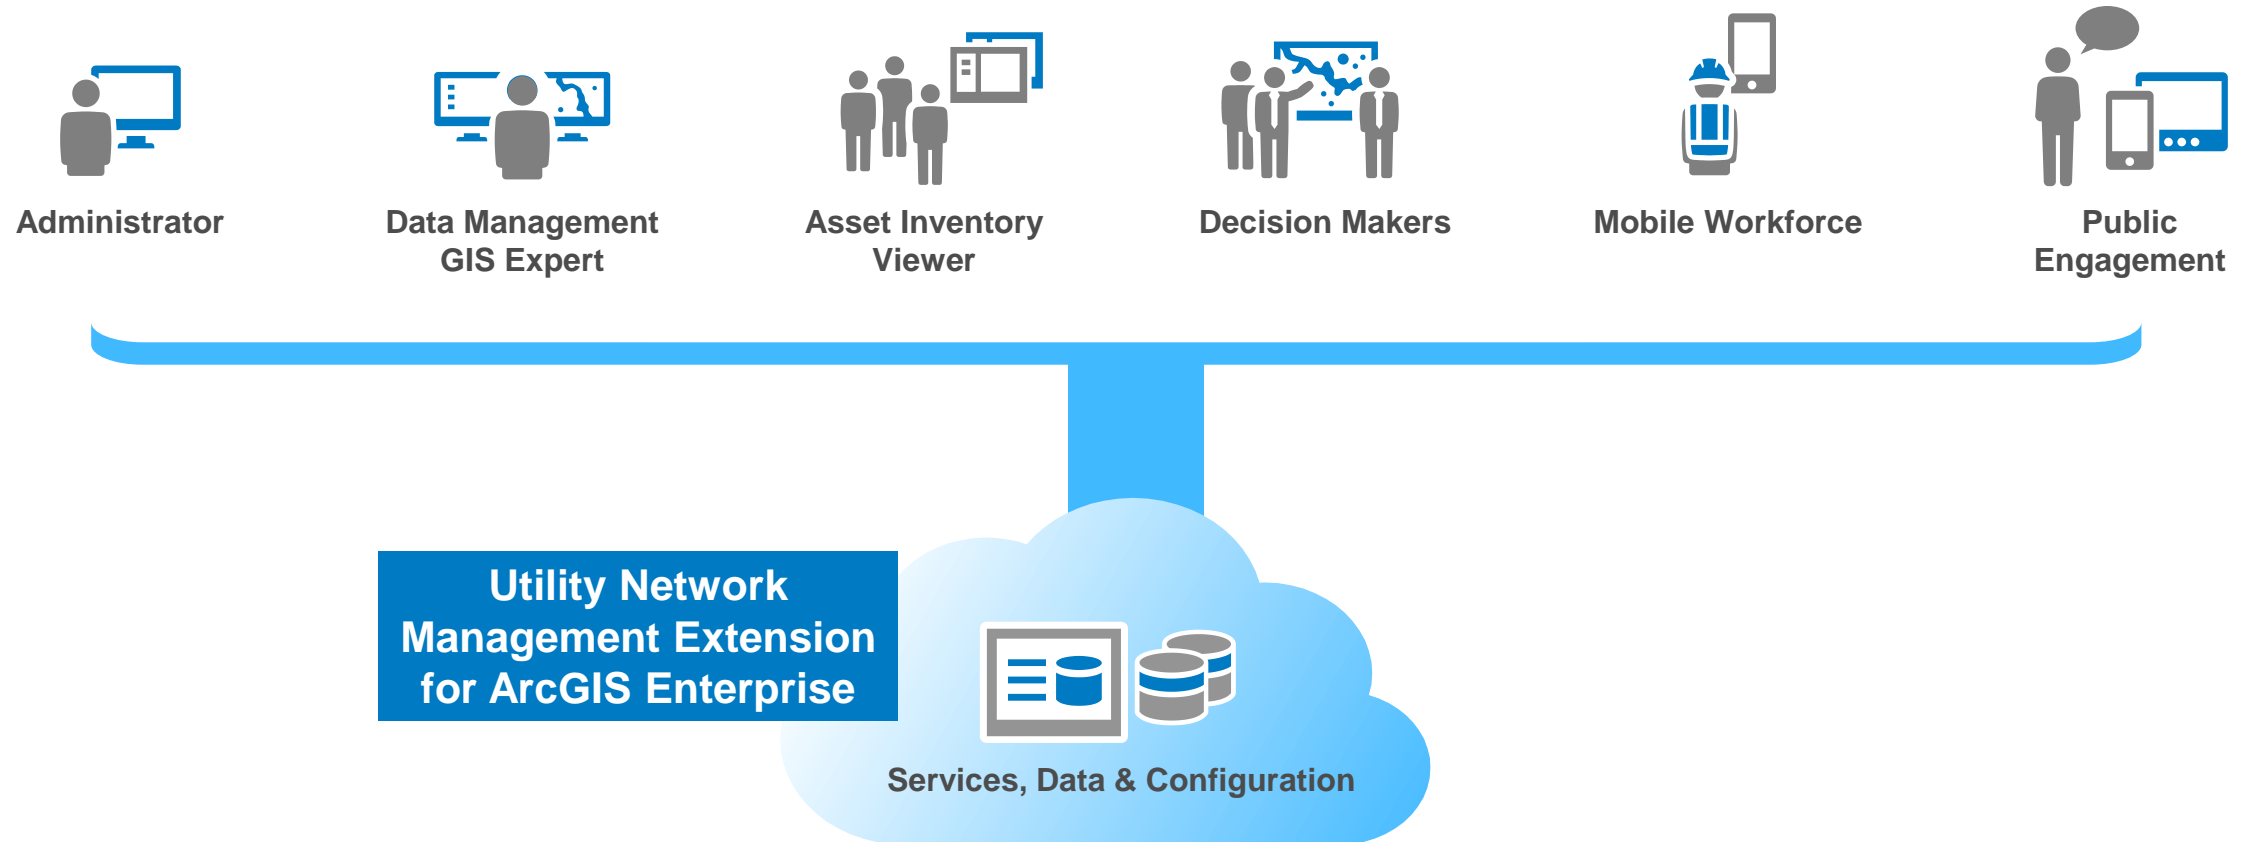 Administrator
Data Management
GIS Expert
Asset Inventory
Viewer
Decision Makers
Mobile Workforce
Public
Engagement
Utility Network
Management Extension
for ArcGIS Enterprise
Services, Data & Configuration